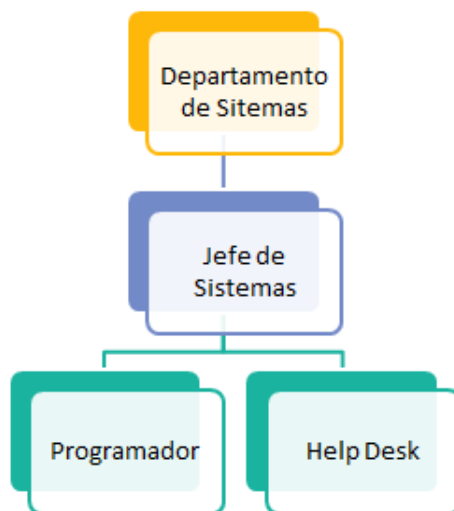 Departamento
de Sitemas
Jefe de
Sistemas
Programador
Help Desk